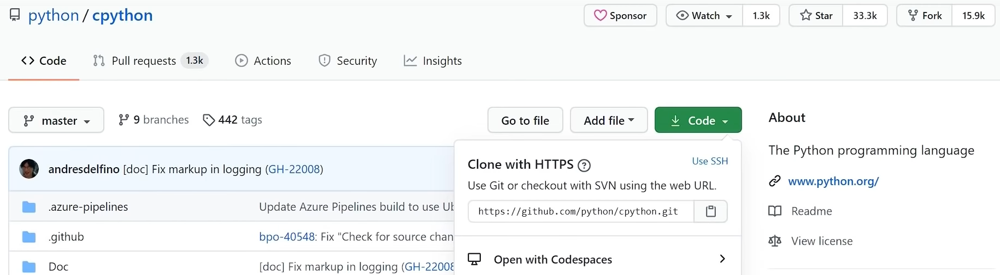 python / cpython
Sponsor Watch 1.3k Star 33.3k Fork 15.9k
Code Pull requests 1.3k Actions Security Insights
master 9 branches 442 tags Go to file Add file Code
andresdelfino [doc] Fix markup in logging (GH-22008)
.azure-pipelines Update Azure Pipelines build to use Ub
.github bpo-40548: Fix "Check for source chan
Doc [doc] Fix markup in logging (GH-22008
Clone with HTTPS ? Use SSH
Use Git or checkout with SVN using the web URL.
https://github.com/python/cpython.git
Open with Codespaces
About
The Python programming language
www.python.org/
Readme
View license